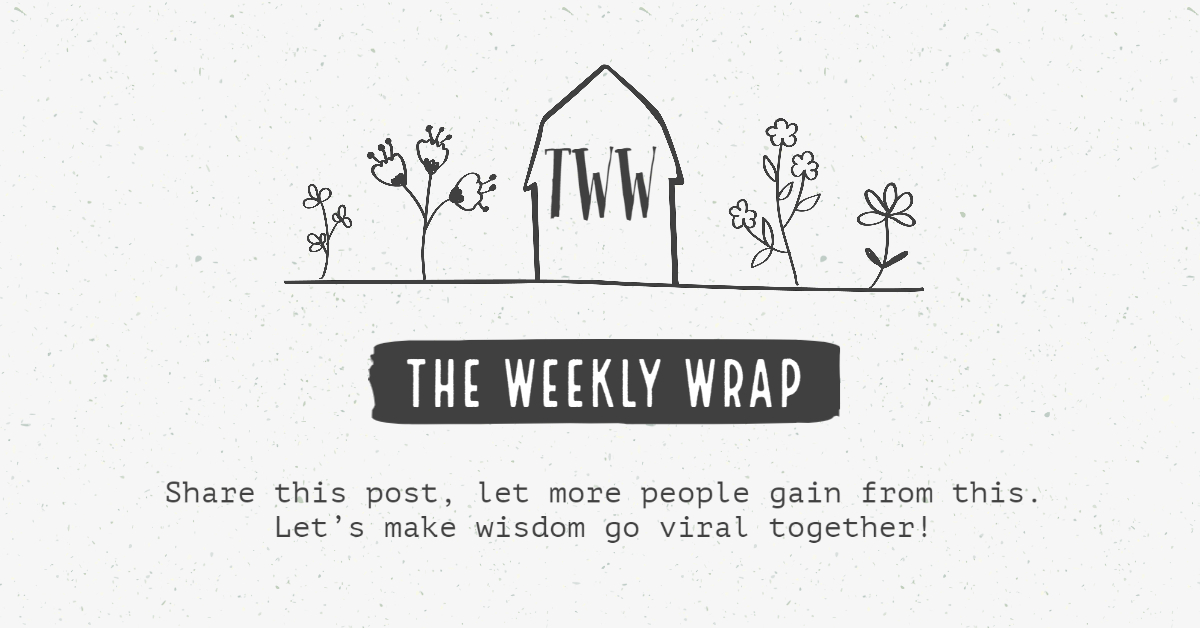 TWW
THE WEEKLY WRAP
Share this post, let more people gain from this.
Let’s make wisdom go viral together!